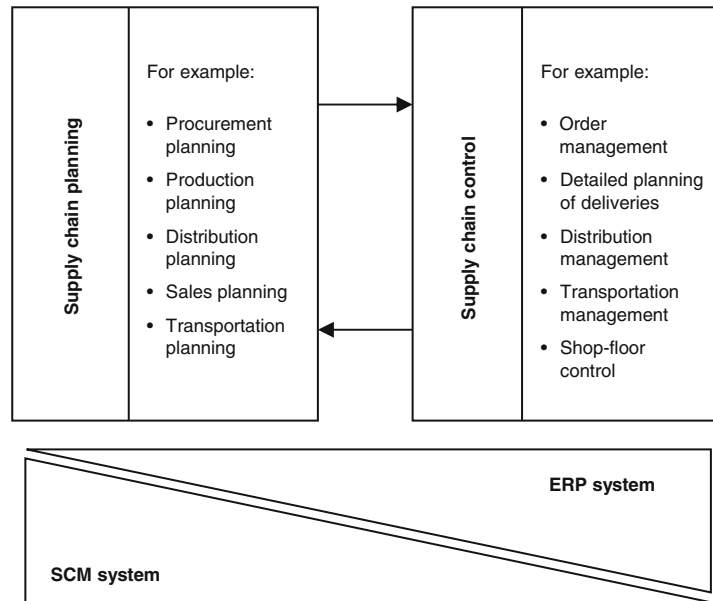 Supply chain planning
For example:
• Procurement
planning
• Production
planning
• Distribution
planning
• Sales planning
• Transportation
planning
Supply chain control
For example:
• Order
management
• Detailed planning
of deliveries
• Distribution
management
• Transportation
management
• Shop-floor
control
ERP system
SCM system